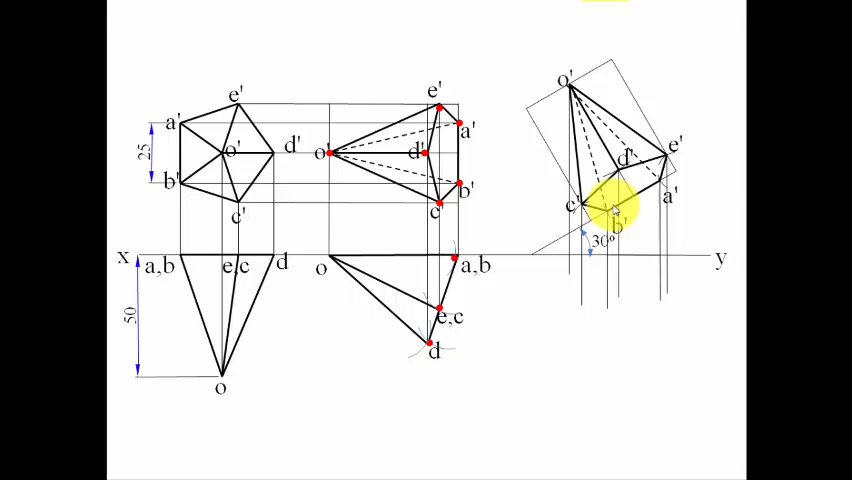 e'
a'
o'
d'
25
b'
c'
e'
a'
o'
d'
b'
c'
o'
e'
d'
a'
c'
b'
30°
x
y
a,b
e,c
d
o
a,b
e,c
d
50
o